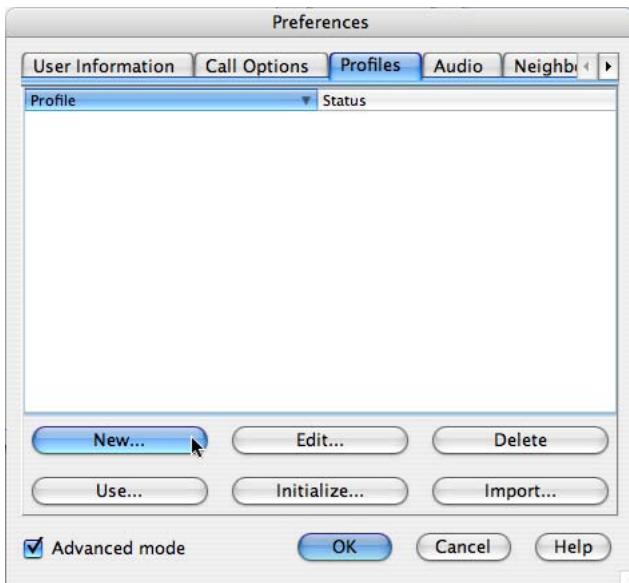 Preferences
User Information Call Options Profiles Audio
Profile Status
New... Edit... Delete
Use... Initialize... Import...
Advanced mode OK Cancel Help